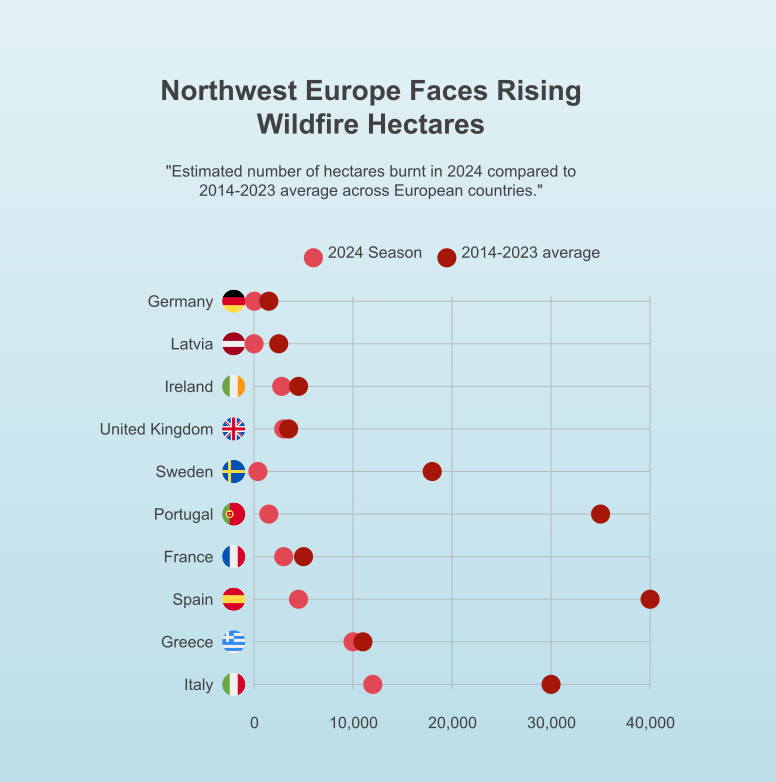 Northwest Europe Faces Rising
Wildfire Hectares
"Estimated number of hectares burnt in 2024 compared to
2014-2023 average across European countries."
2024 Season 2014-2023 average
Germany
Latvia
Ireland
United Kingdom
Sweden
Portugal
France
Spain
Greece
Italy
0 10,000 20,000 30,000 40,000